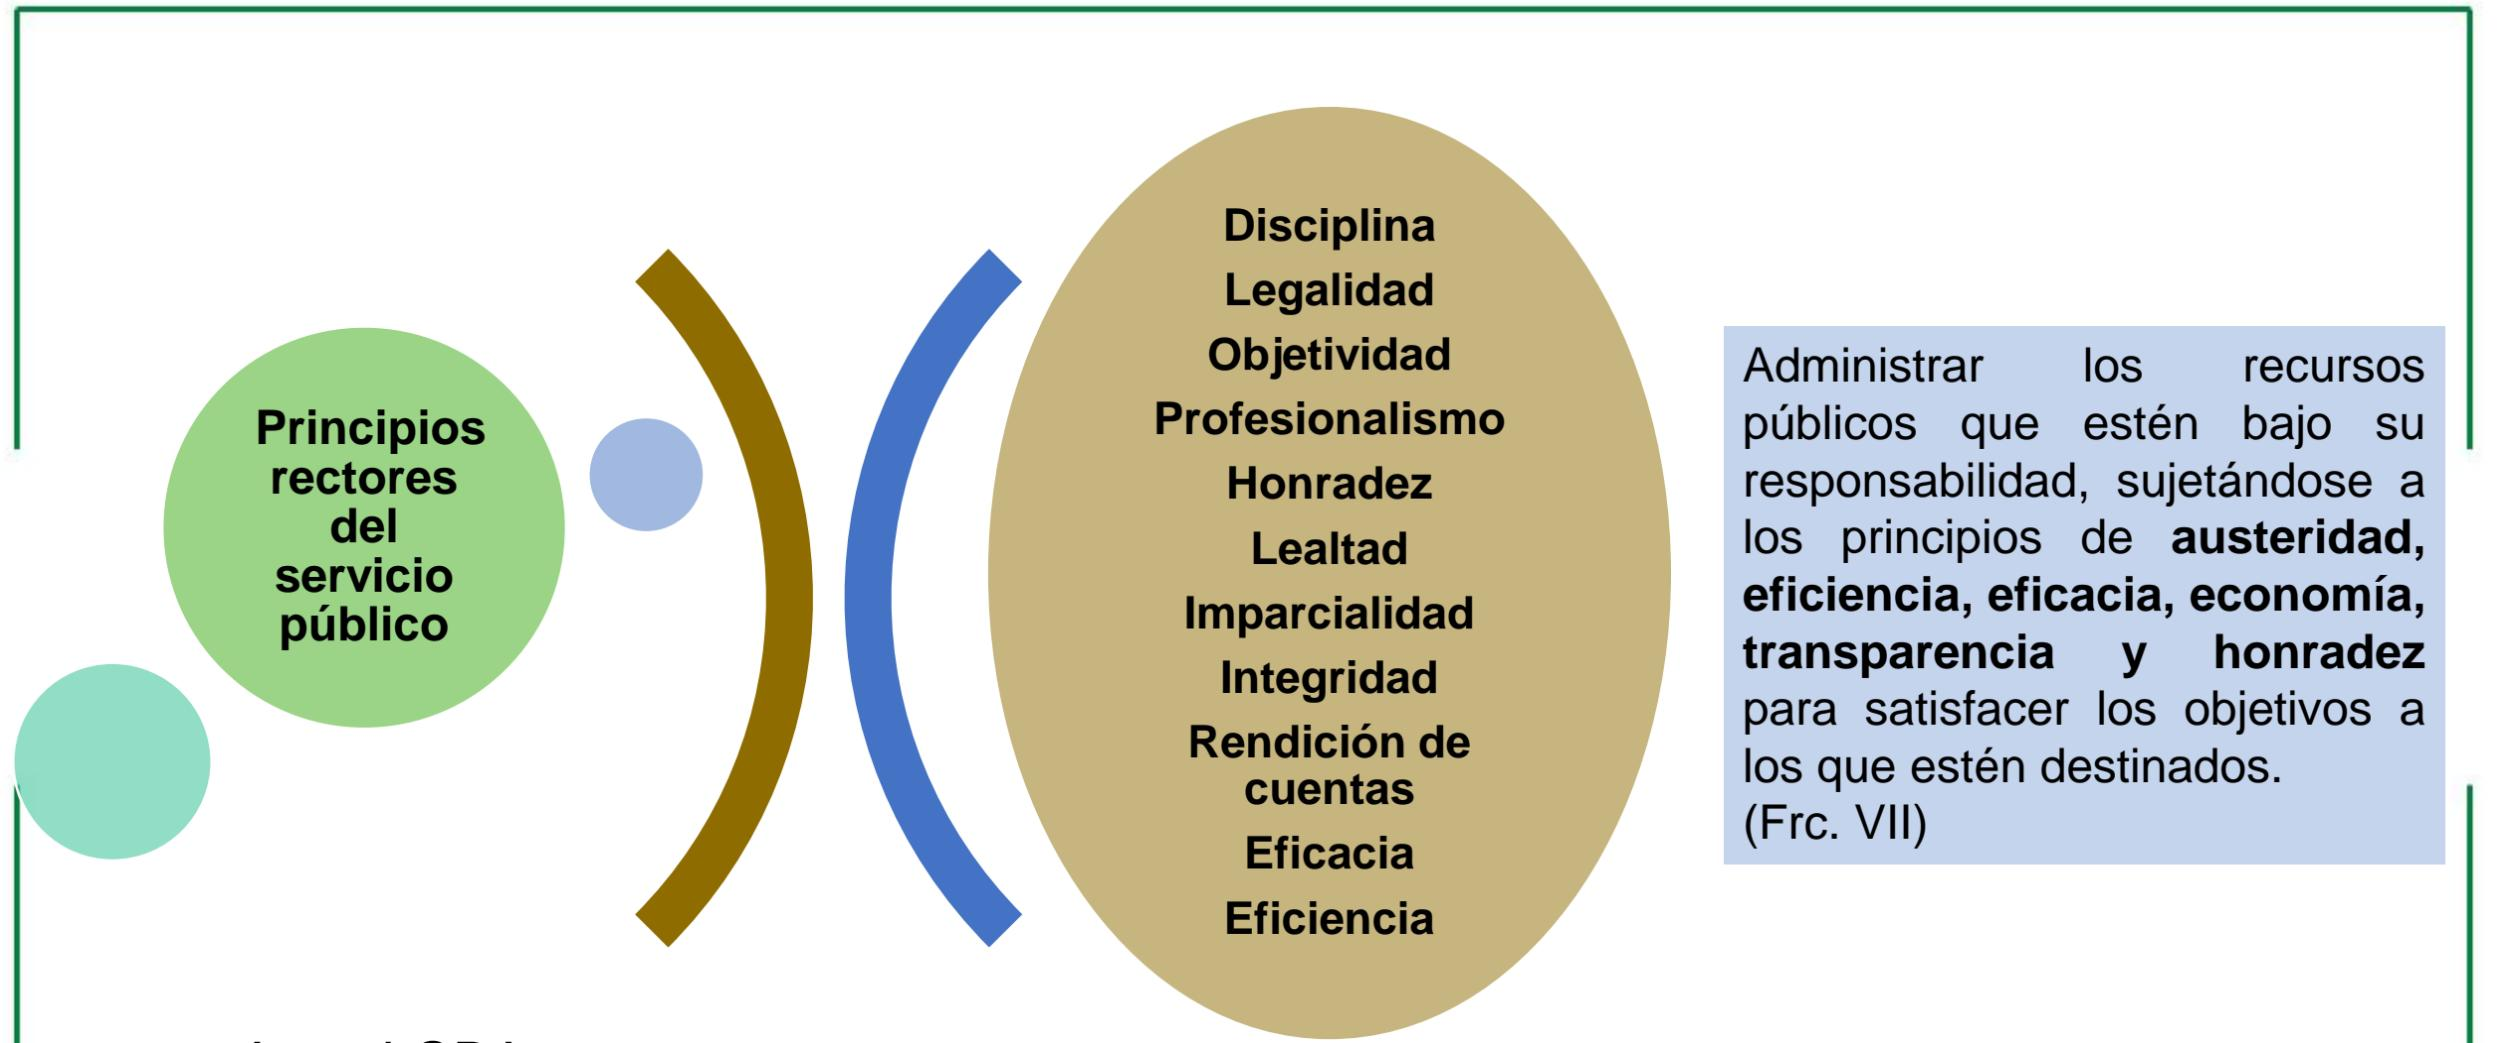 Principios
rectores
del
servicio
público
Disciplina
Legalidad
Objetividad
Profesionalismo
Honradez
Lealtad
Imparcialidad
Integridad
Rendición de
cuentas
Eficacia
Eficiencia
Administrar los recursos
públicos que estén bajo su
responsabilidad, sujetándose a
los principios de austeridad,
eficiencia, eficacia, economía,
transparencia y honradez
para satisfacer los objetivos a
los que estén destinados.
(Frc. VII)